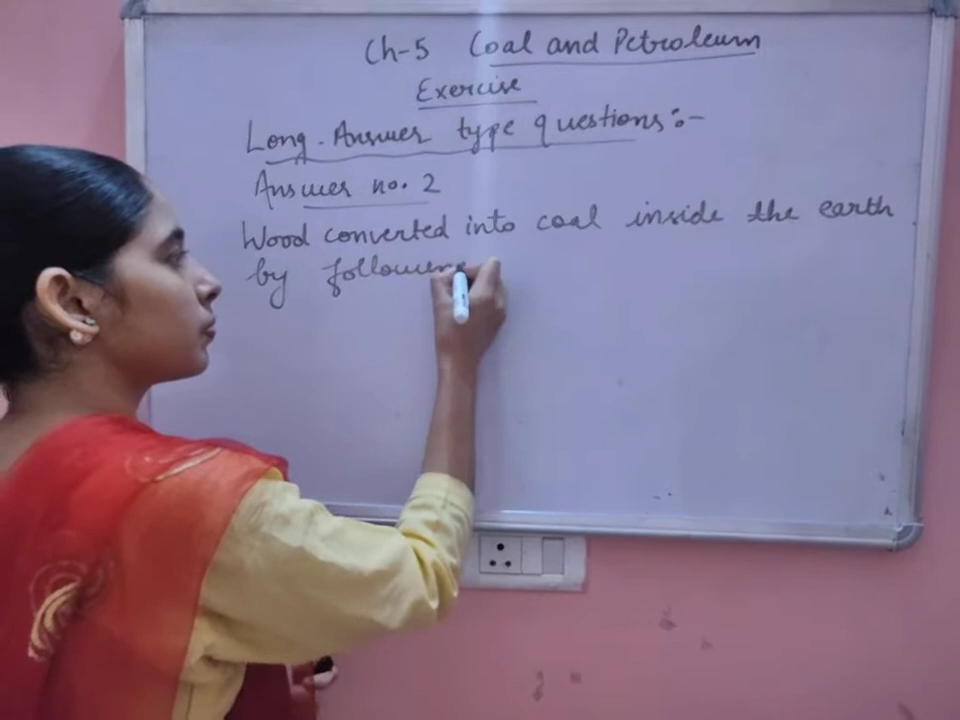 Ch-5 Coal and Petroleum
Exercise
Long Answer type questions:-
Answer no. 2
Wood converted into coal inside the earth
by